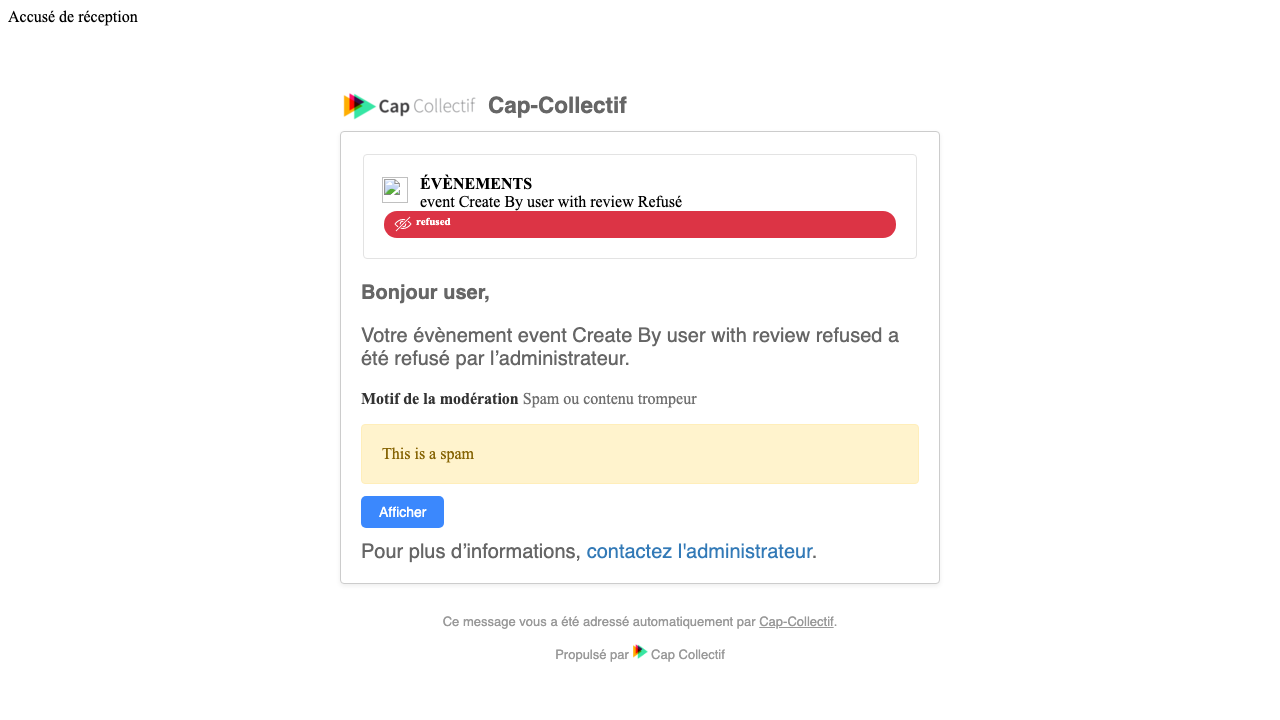 Accusé de réception
Cap Collectif Cap-Collectif
ÉVÈNEMENTS
event Create By user with review Refusé
refused
Bonjour user,
Votre évènement event Create By user with review refused a
été refusé par l’administrateur.
Motif de la modération Spam ou contenu trompeur
This is a spam
Afficher
Pour plus d’informations, contactez l'administrateur.
Ce message vous a été adressé automatiquement par Cap-Collectif.
Propulsé par Cap Collectif